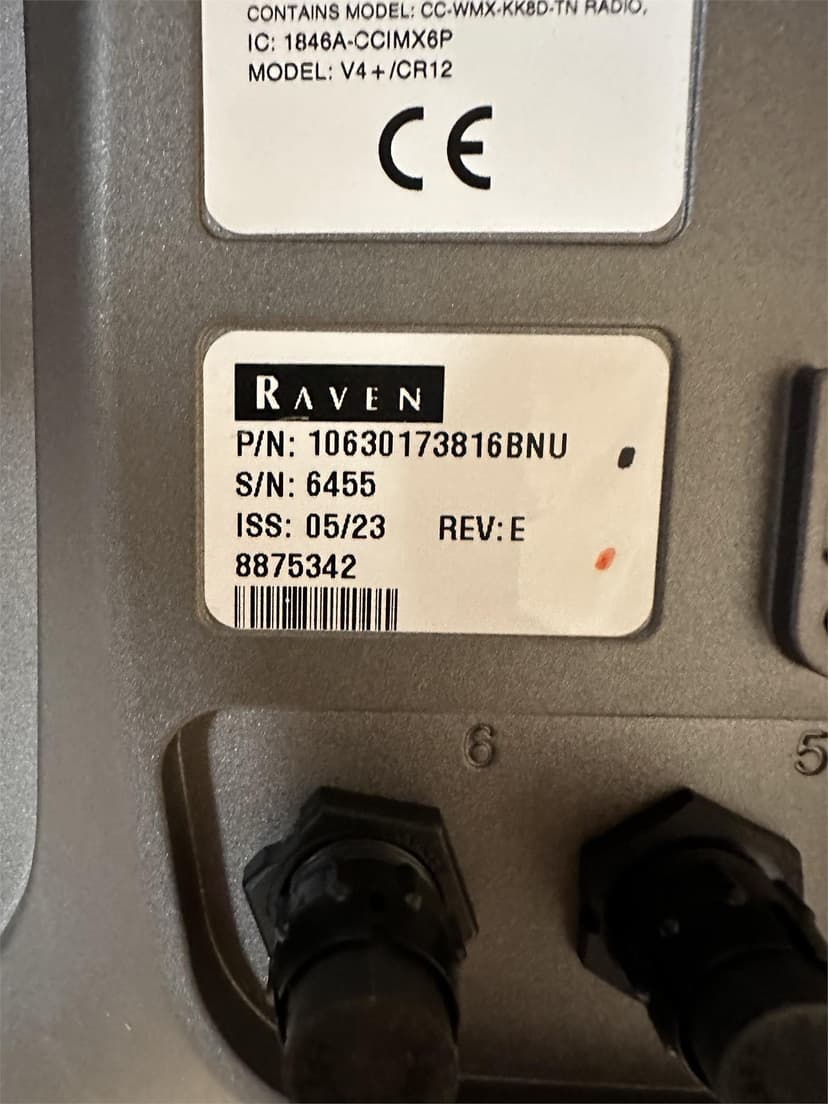 CONTAINS MODEL: CC-WMX-KK8D-TN RADIO,
IC: 1846A-CCIMX6P
MODEL: V4+/CR12
CE
RAVEN
P/N: 10630173816BNU
S/N: 6455
ISS: 05/23 REV: E
8875342
6 5